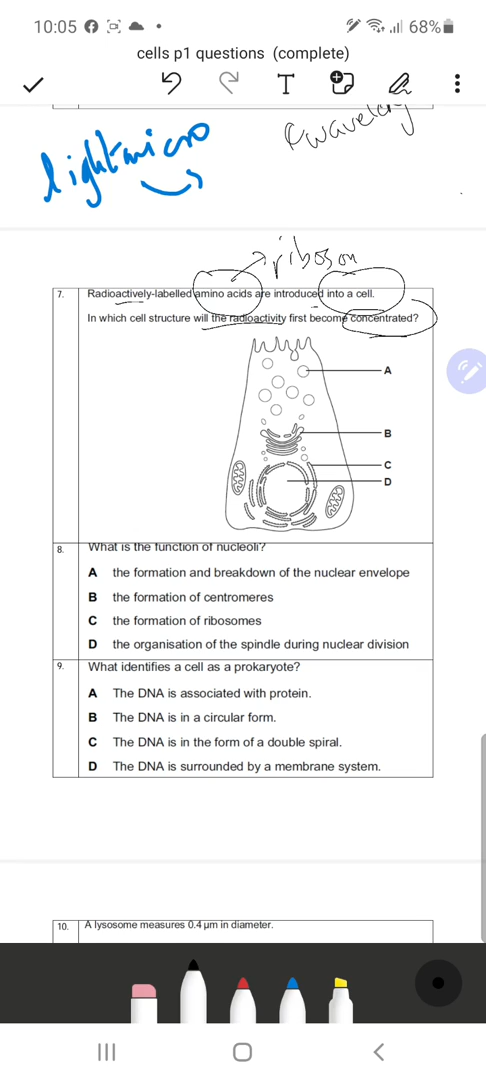 10:05
68%
cells p1 questions (complete)
T
waveleng
lightmicro
riboson
7. Radioactively-labelled amino acids are introduced into a cell.
In which cell structure will the radioactivity first become concentrated?
A
B
C
D
8. What is the function of nucleoli?
A the formation and breakdown of the nuclear envelope
B the formation of centromeres
C the formation of ribosomes
D the organisation of the spindle during nuclear division
9. What identifies a cell as a prokaryote?
A The DNA is associated with protein.
B The DNA is in a circular form.
C The DNA is in the form of a double spiral.
D The DNA is surrounded by a membrane system.
10. A lysosome measures 0.4 μm in diameter.